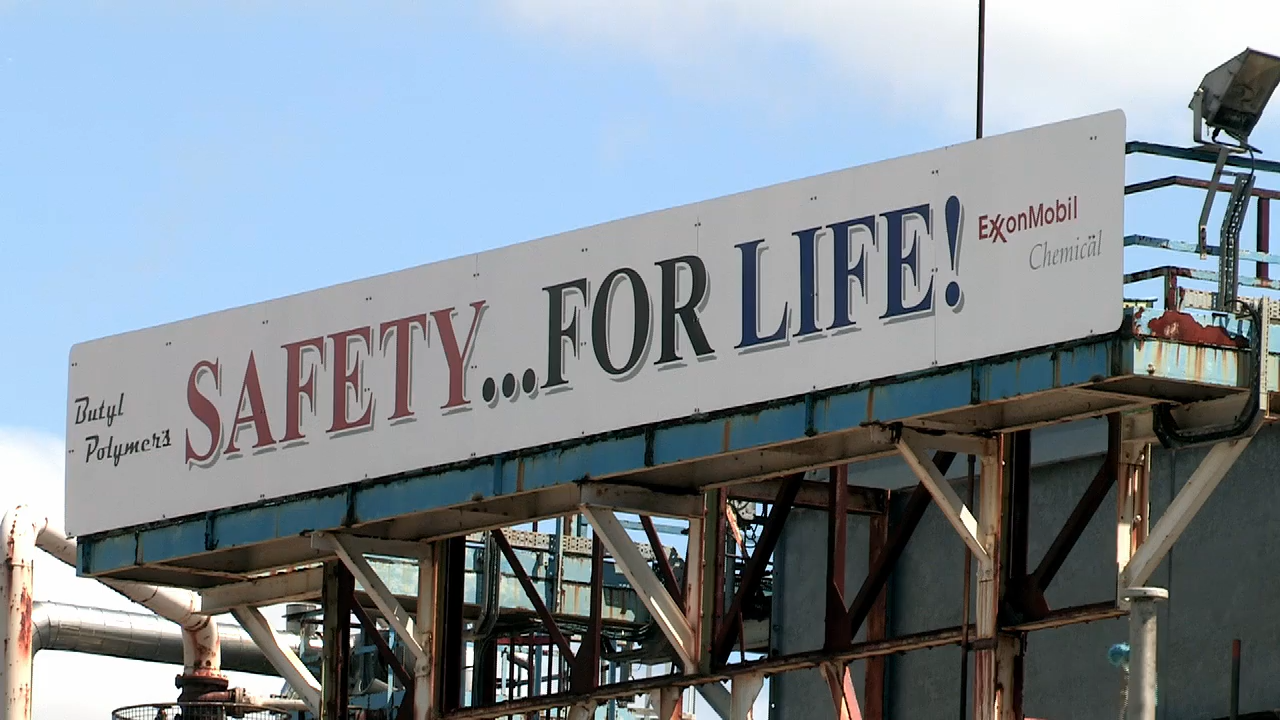 Butyl
Polymers
SAFETY...FOR LIFE!
ExxonMobil
Chemical